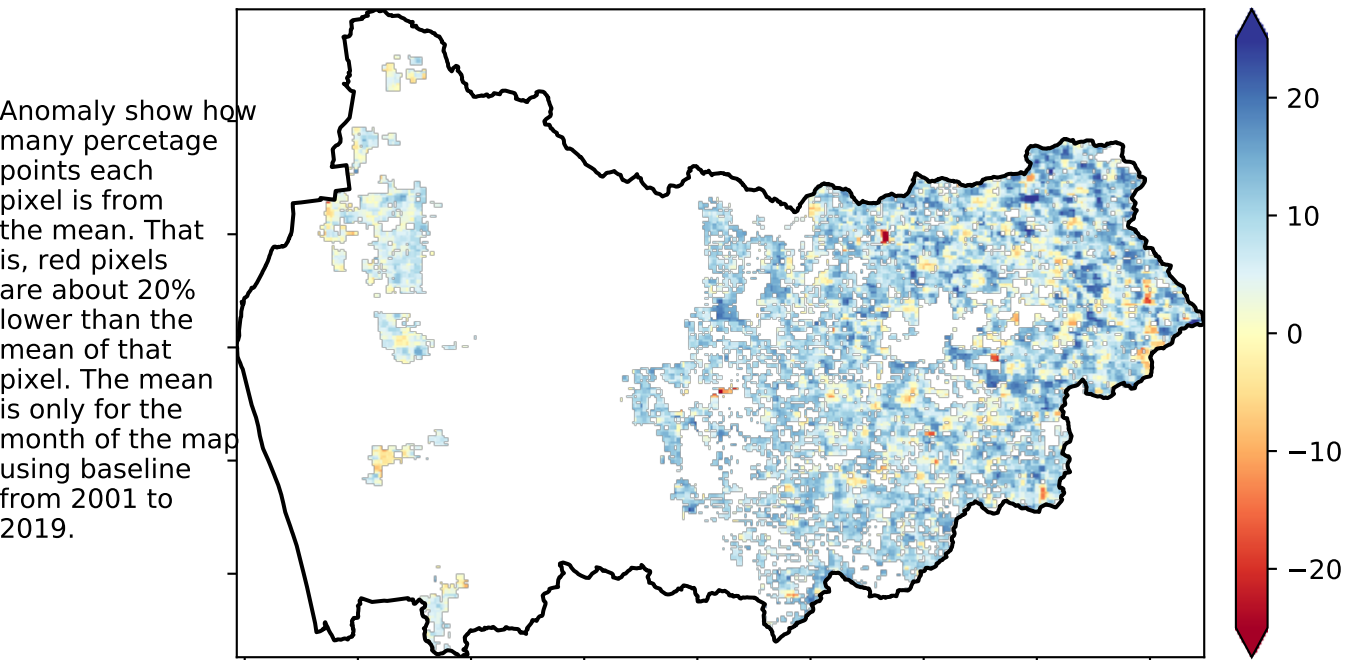 Anomaly show how
many percetage
points each
pixel is from
the mean. That
is, red pixels
are about 20%
lower than the
mean of that
pixel. The mean
is only for the
month of the map
using baseline
from 2001 to
2019.
20
10
0
−10
−20